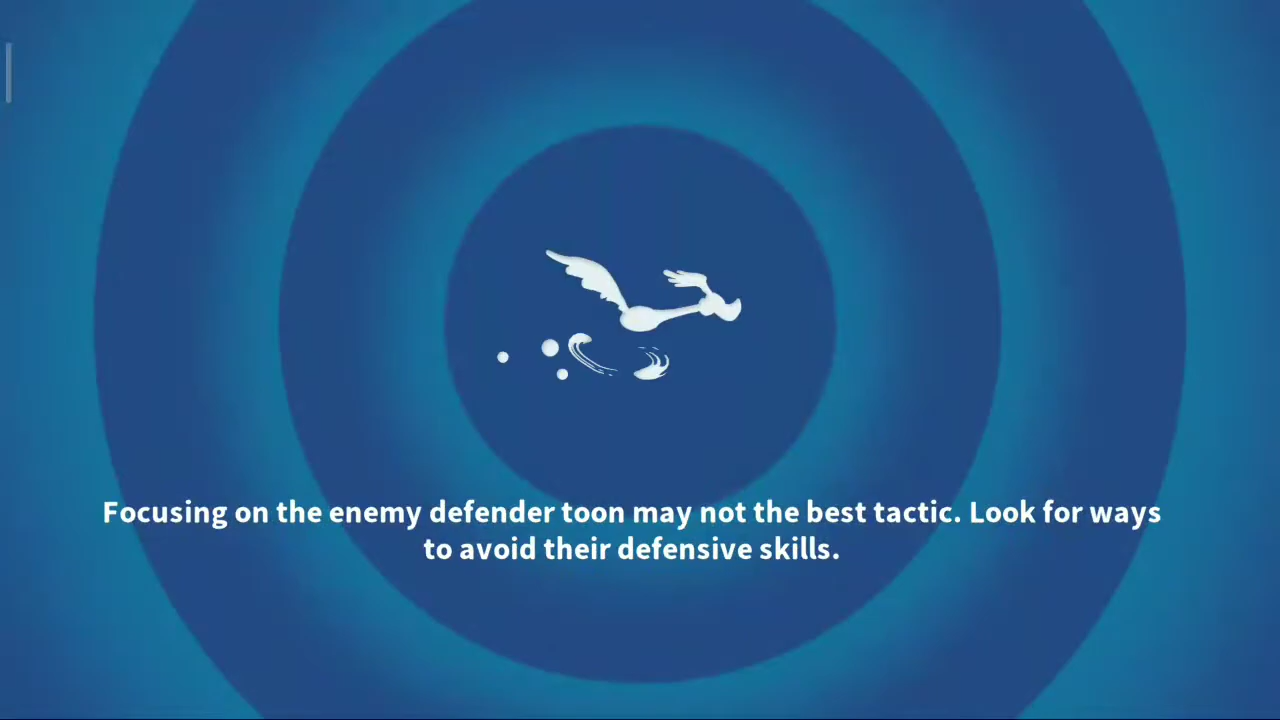 Focusing on the enemy defender toon may not the best tactic. Look for ways
to avoid their defensive skills.